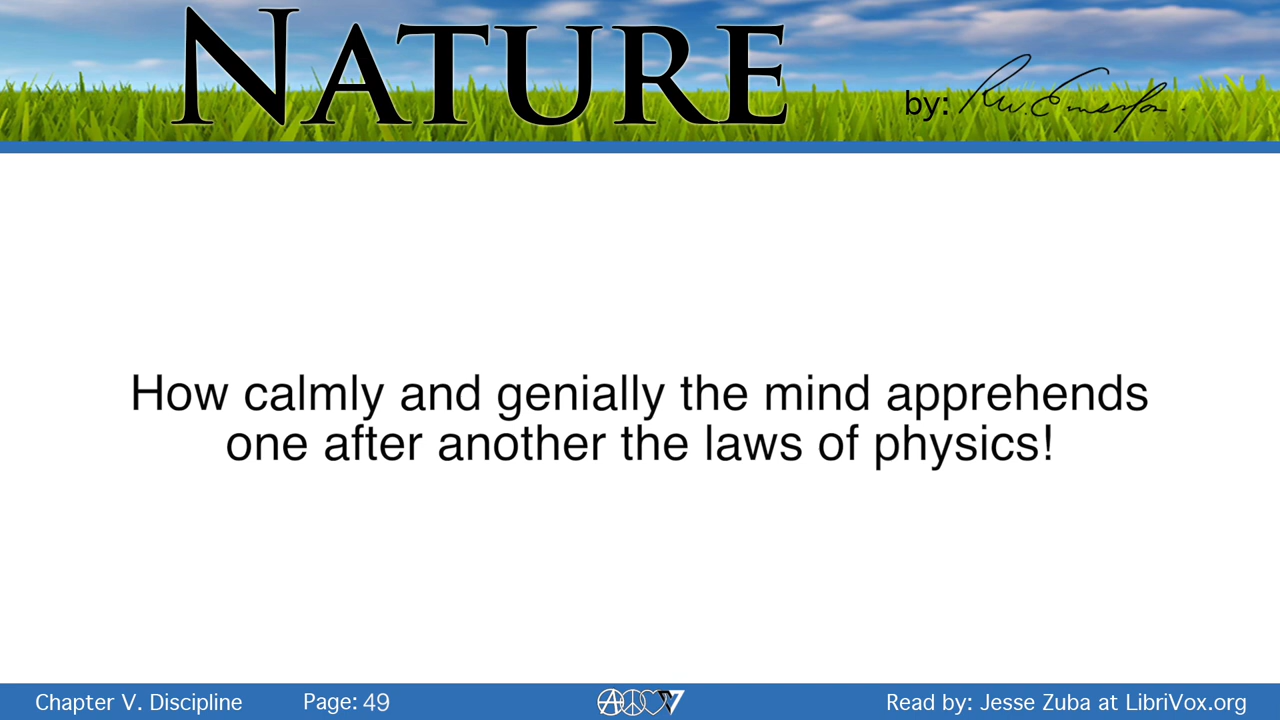 NATURE
by: R.W. Emerson.
How calmly and genially the mind apprehends
one after another the laws of physics!
Chapter V. Discipline Page: 49 Read by: Jesse Zuba at LibriVox.org